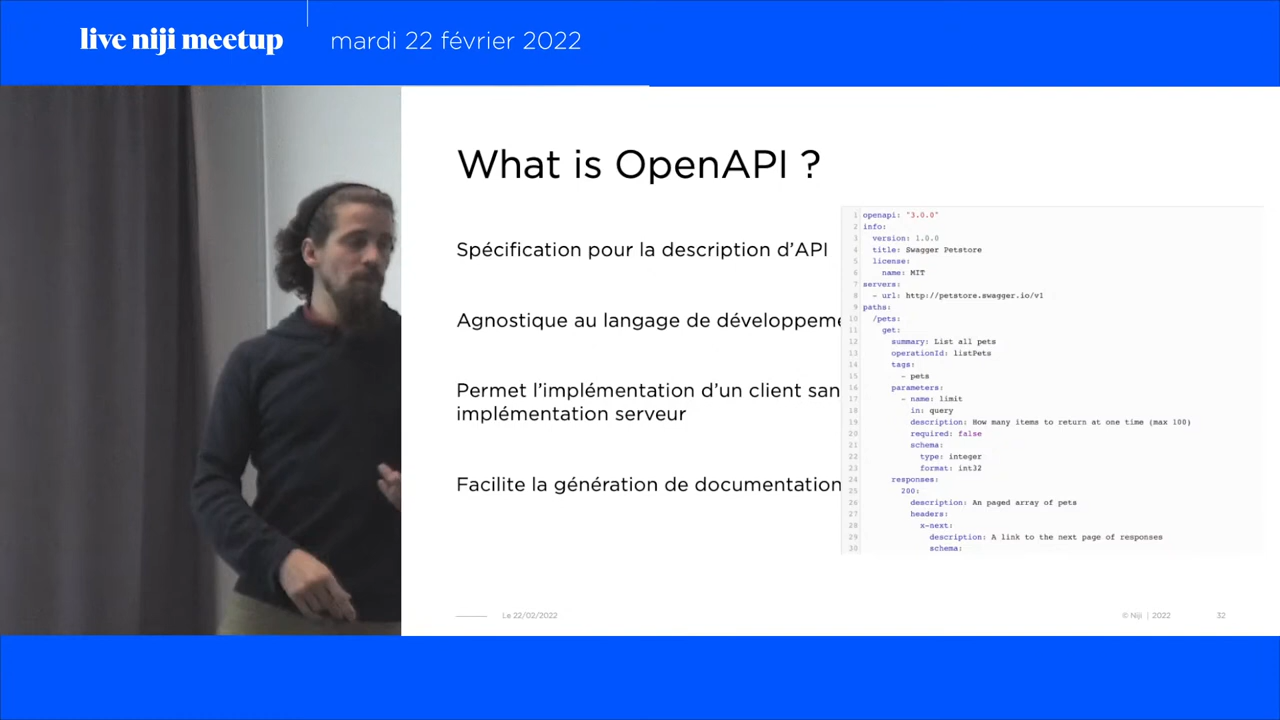 live niji meetup
mardi 22 février 2022
What is OpenAPI ?
Spécification pour la description d'API
Agnostique au langage de développeme
Permet l'implémentation d'un client san
implémentation serveur
Facilite la génération de documentation
1 openapi: "3.0.0"
2 info:
3 version: 1.0.0
4 title: Swagger Petstore
5 license:
6 name: MIT
7 servers:
8 - url: http://petstore.swagger.io/v1
9 paths:
10 /pets:
11 get:
12 summary: List all pets
13 operationId: listPets
14 tags:
15 - pets
16 parameters:
17 - name: limit
18 in: query
19 description: How many items to return at one time (max 100)
20 required: false
21 schema:
22 type: integer
23 format: int32
24 responses:
25 200:
26 description: An paged array of pets
27 headers:
28 x-next:
29 description: A link to the next page of responses
30 schema:
Le 22/02/2022
© Niji | 2022
32